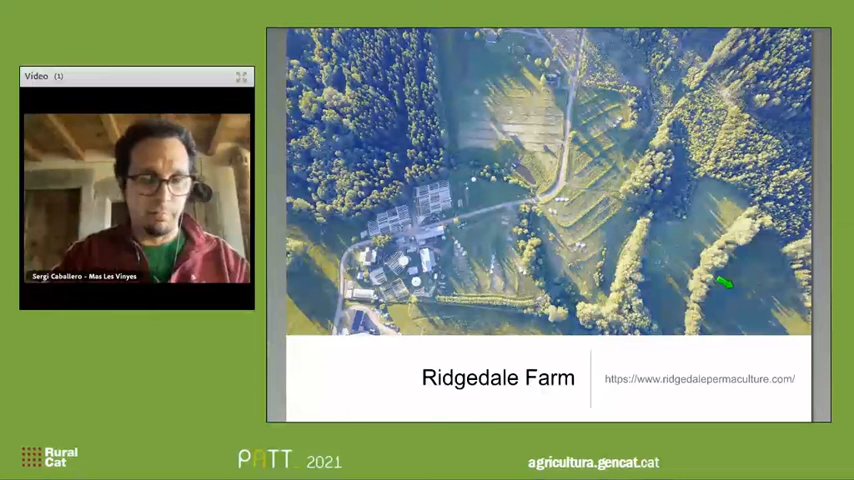 Vídeo (1)
Sergi Caballero - Mas Les Vinyes
Ridgedale Farm
https://www.ridgedalepermaculture.com/
Rural
Cat
PATT_ 2021
agricultura.gencat.cat